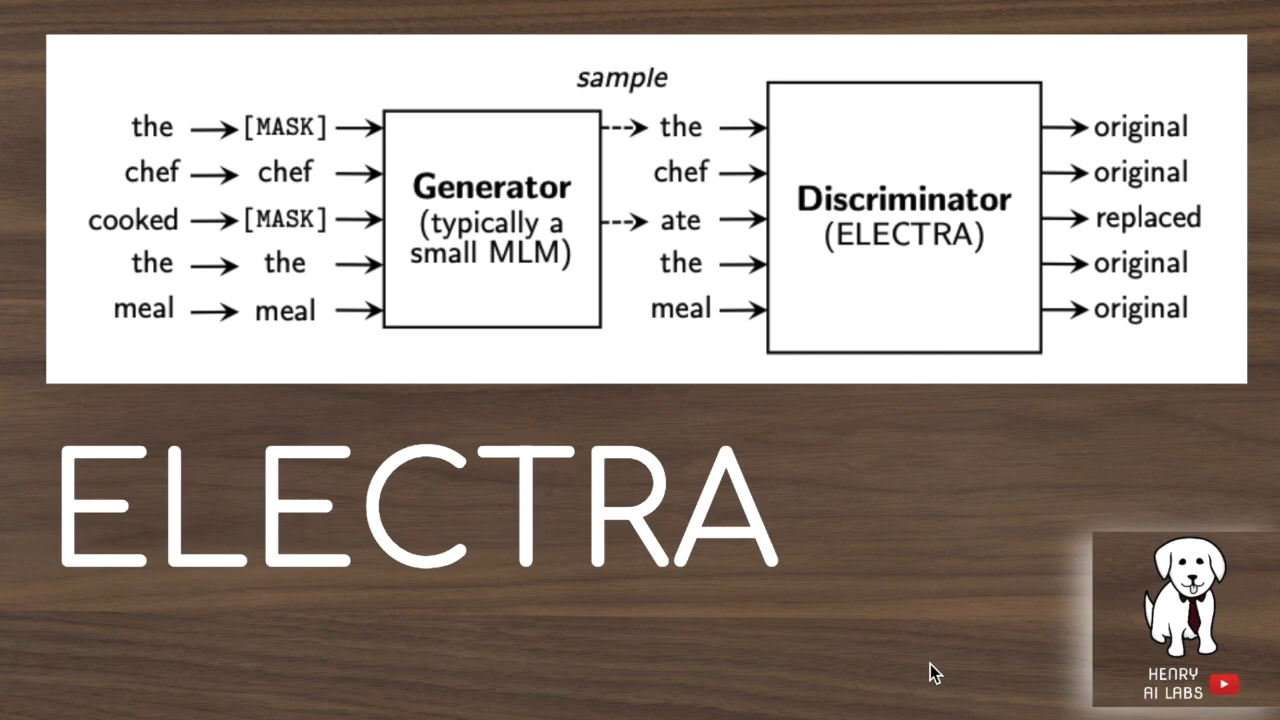 sample
the [MASK] the original
chef chef chef original
cooked [MASK] ate replaced
the the the original
meal meal meal original
Generator
(typically a
small MLM)
Discriminator
(ELECTRA)
ELECTRA
HENRY
AI LABS